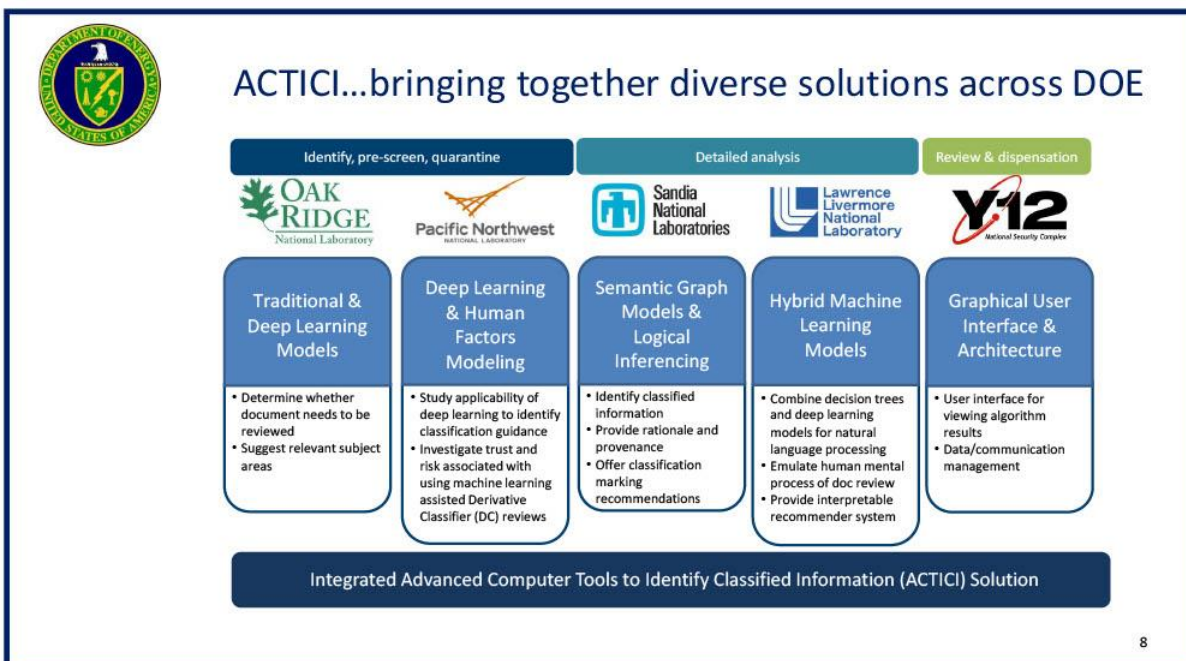 DEPARTMENT OF ENERGY
UNITED STATES OF AMERICA
ACTICI...bringing together diverse solutions across DOE
Identify, pre-screen, quarantine
Detailed analysis
Review & dispensation
OAK
RIDGE
National Laboratory
Pacific Northwest
NATIONAL LABORATORY
Sandia
National
Laboratories
Lawrence
Livermore
National
Laboratory
Y-12
National Security Complex
Traditional &
Deep Learning
Models
• Determine whether
document needs to be
reviewed
• Suggest relevant subject
areas
Deep Learning
& Human
Factors
Modeling
• Study applicability of
deep learning to identify
classification guidance
• Investigate trust and
risk associated with
using machine learning
assisted Derivative
Classifier (DC) reviews
Semantic Graph
Models &
Logical
Inferencing
• Identify classified
information
• Provide rationale and
provenance
• Offer classification
marking
recommendations
Hybrid Machine
Learning
Models
• Combine decision trees
and deep learning
models for natural
language processing
• Emulate human mental
process of doc review
• Provide interpretable
recommender system
Graphical User
Interface &
Architecture
• User interface for
viewing algorithm
results
• Data/communication
management
Integrated Advanced Computer Tools to Identify Classified Information (ACTICI) Solution
8